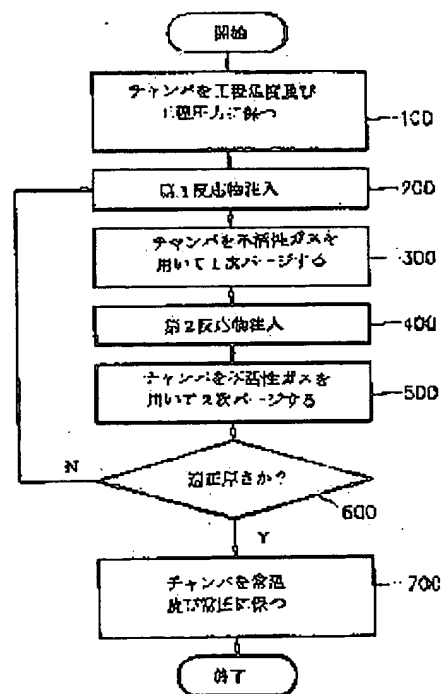 開始
チャンバを工程温度及び
工程圧力に保つ
100
第1反応物注入
200
チャンバを不活性ガスを
用いて1次パージする
300
第2反応物注入
400
チャンバを不活性ガスを
用いて2次パージする
500
適正厚さか?
N
600
Y
チャンバを常温
及び常圧に保つ
700
終了